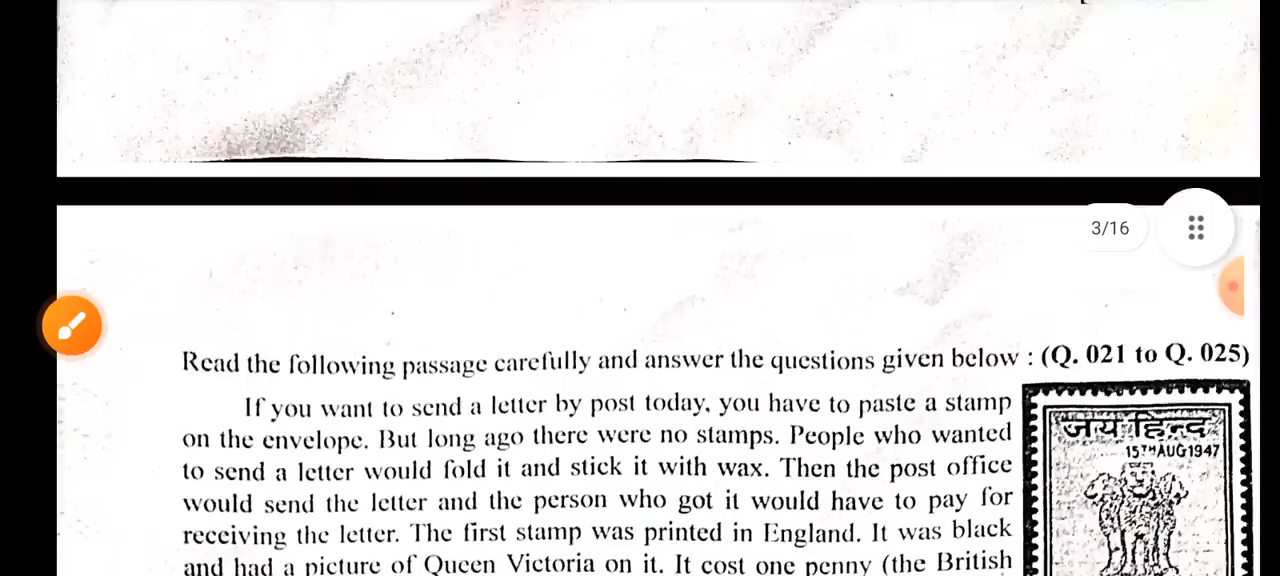 3/16
Read the following passage carefully and answer the questions given below : (Q. 021 to Q. 025)
If you want to send a letter by post today, you have to paste a stamp
on the envelope. But long ago there were no stamps. People who wanted
to send a letter would fold it and stick it with wax. Then the post office
would send the letter and the person who got it would have to pay for
receiving the letter. The first stamp was printed in England. It was black
and had a picture of Queen Victoria on it. It cost one penny (the British
जय हिन्द
15TH AUG 1947